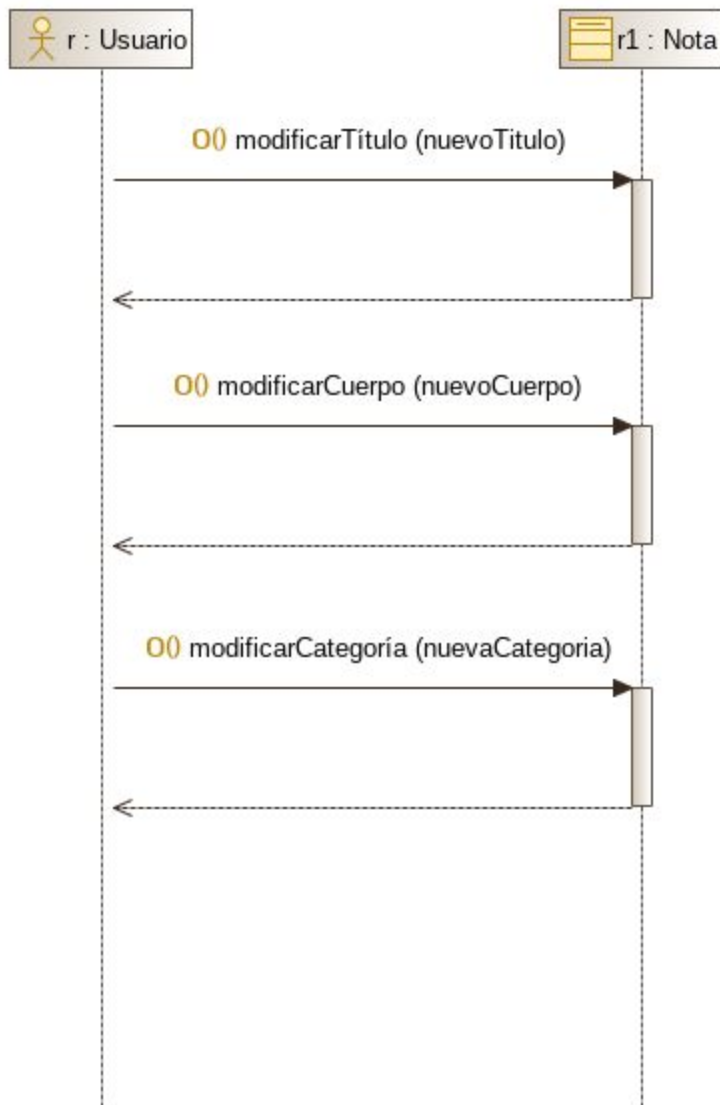 r : Usuario
r1 : Nota
O() modificarTítulo (nuevoTitulo)
O() modificarCuerpo (nuevoCuerpo)
O() modificarCategoría (nuevaCategoria)